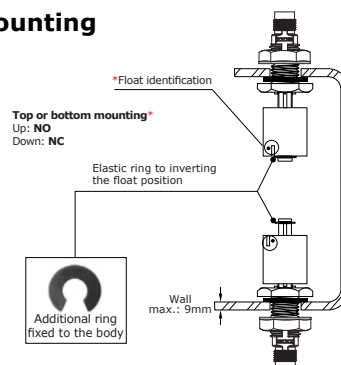 ounting
*Float identification
Top or bottom mounting*
Up: NO
Down: NC
Elastic ring to inverting
the float position
Additional ring
fixed to the body
Wall
max.: 9mm